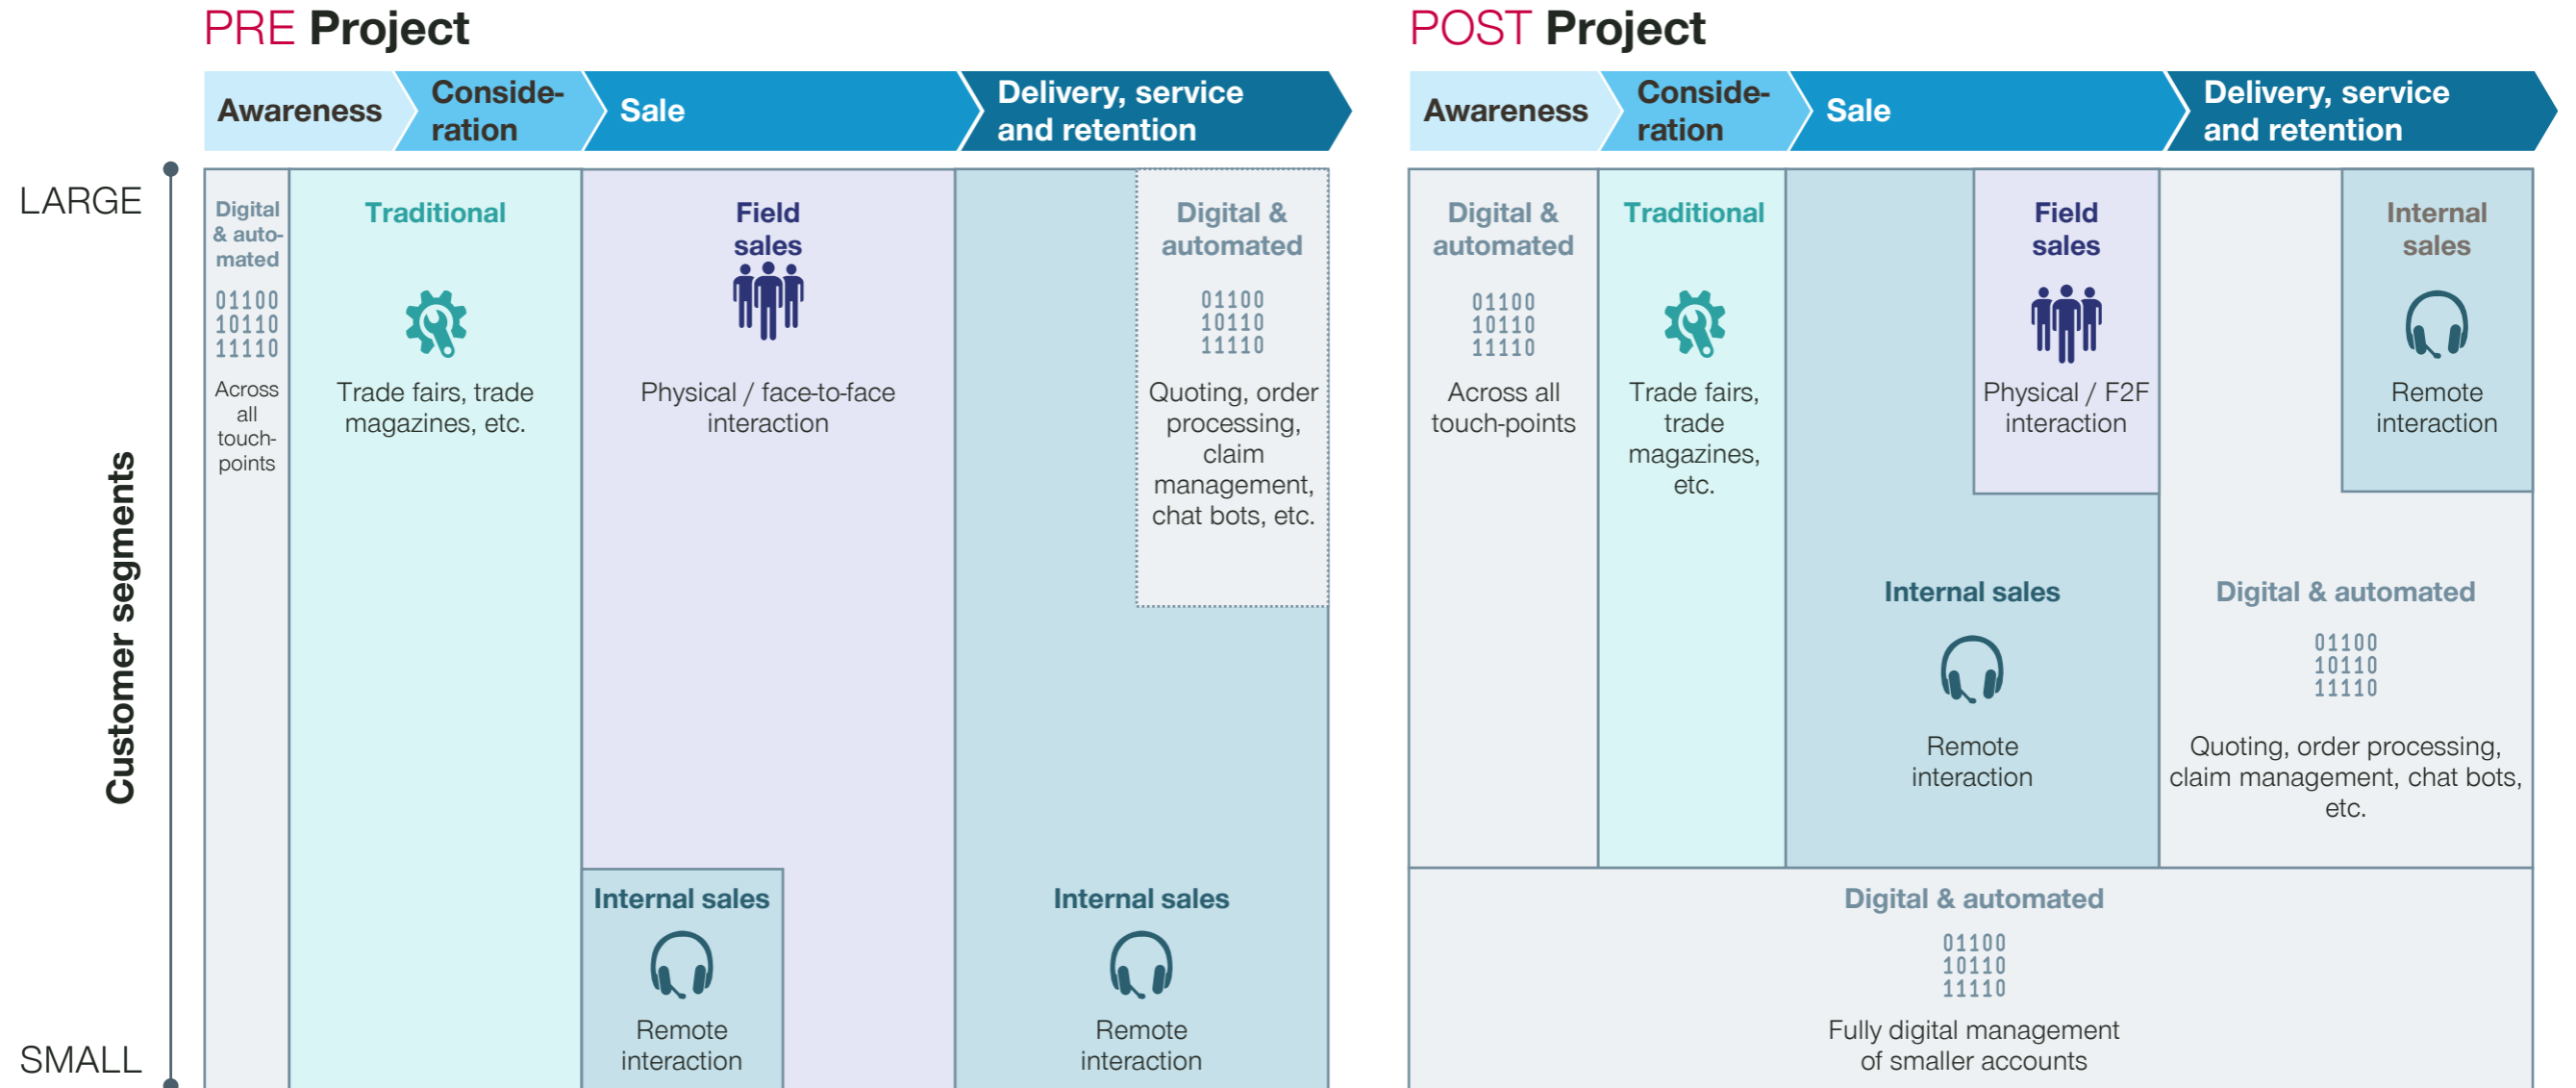 PRE Project
Awareness
Conside-
ration
Sale
Delivery, service
and retention
LARGE
Customer segments
SMALL
Digital
& auto-
mated
01100
10110
11110
Across
all
touch-
points
Traditional
Trade fairs, trade
magazines, etc.
Field
sales
Physical / face-to-face
interaction
Digital &
automated
01100
10110
11110
Quoting, order
processing,
claim
management,
chat bots, etc.
Internal sales
Remote
interaction
Internal sales
Remote
interaction
POST Project
Awareness
Conside-
ration
Sale
Delivery, service
and retention
Digital &
automated
01100
10110
11110
Across all
touch-points
Traditional
Trade fairs,
trade
magazines,
etc.
Field
sales
Physical / F2F
interaction
Internal
sales
Remote
interaction
Internal sales
Remote
interaction
Digital & automated
01100
10110
11110
Quoting, order processing,
claim management, chat bots,
etc.
Digital & automated
01100
10110
11110
Fully digital management
of smaller accounts